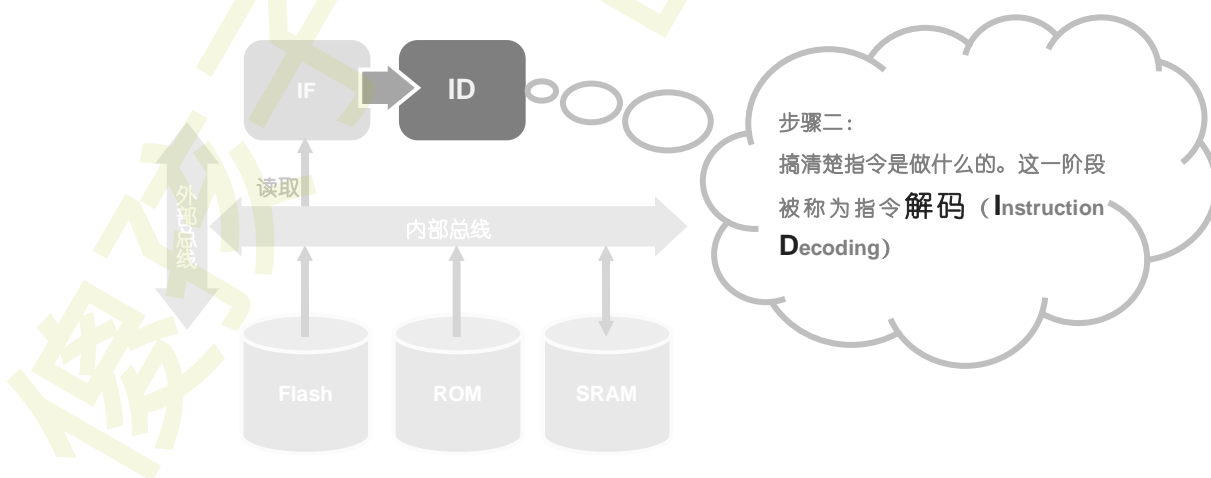 IF
ID
步骤二：
搞清楚指令是做什么的。这一阶段
被称为指令解码（Instruction
Decoding）
读取
外部总线
内部总线
Flash
ROM
SRAM